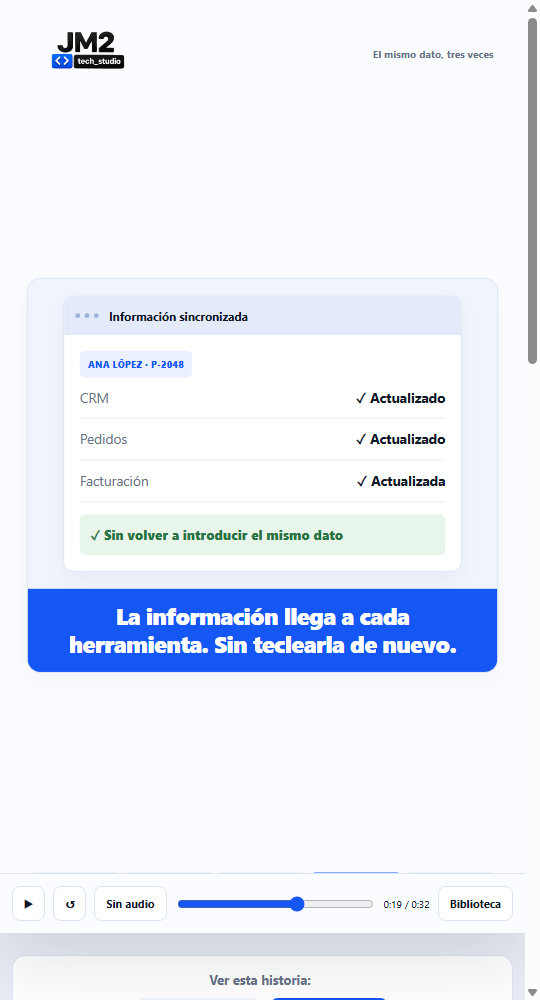 JM2
<> tech_studio
El mismo dato, tres veces
Información sincronizada
ANA LÓPEZ · P-2048
CRM ✓ Actualizado
Pedidos ✓ Actualizado
Facturación ✓ Actualizada
✓ Sin volver a introducir el mismo dato
La información llega a cada
herramienta. Sin teclearla de nuevo.
Sin audio
0:19 / 0:32
Biblioteca
Ver esta historia: